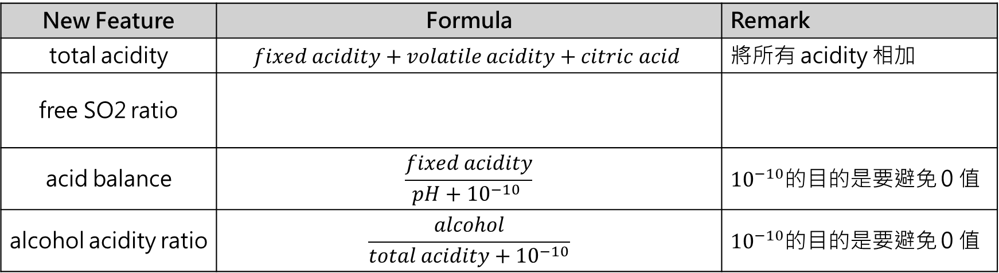 New Feature Formula Remark
total acidity fixed acidity + volatile acidity + citric acid 將所有 acidity 相加
free SO2 ratio
acid balance fixed acidity / pH + 10⁻¹⁰ 10⁻¹⁰的目的是要避免 0 值
alcohol acidity ratio alcohol / total acidity + 10⁻¹⁰ 10⁻¹⁰的目的是要避免 0 值